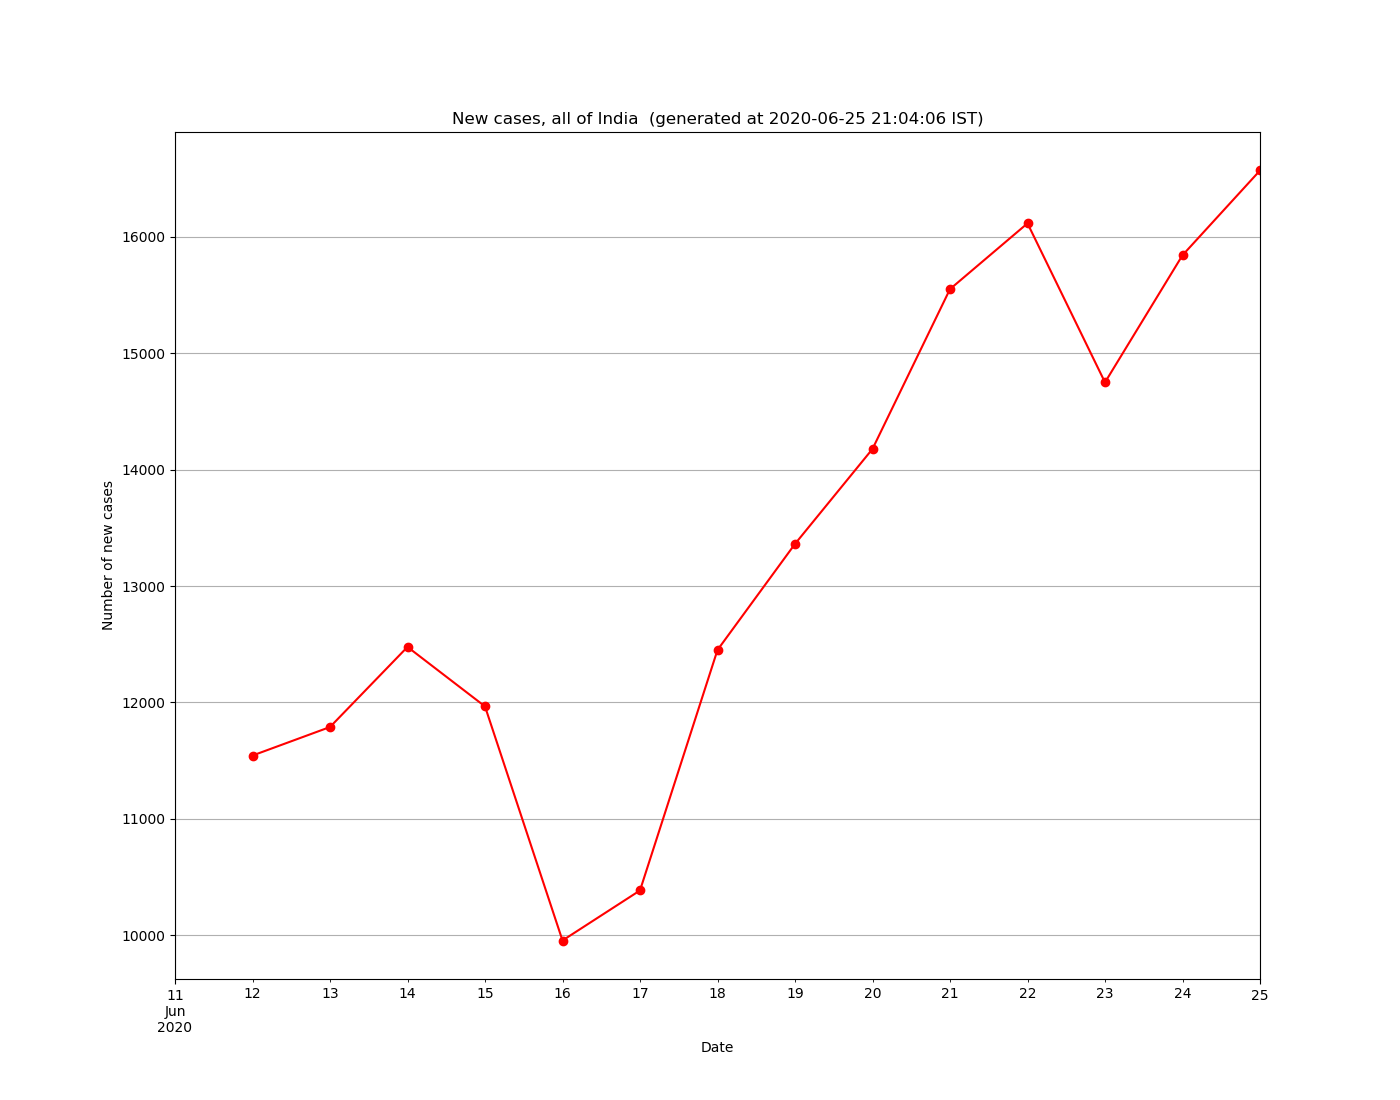 New cases, all of India  (generated at 2020-06-25 21:04:06 IST)
16000
15000
14000
13000
12000
11000
10000
Number of new cases
11 12 13 14 15 16 17 18 19 20 21 22 23 24 25
Jun
2020
Date